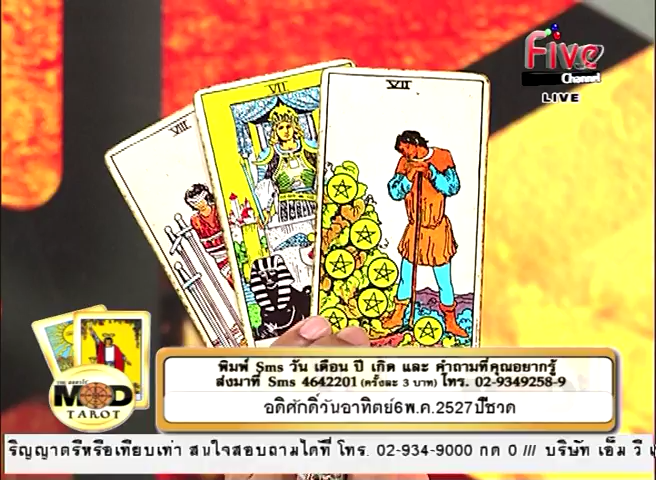 Five
Channel
LIVE
VIII
VII
VII
พิมพ์ Sms วัน เดือน ปี เกิด และ คำถามที่คุณอยากรู้
ส่งมาที่ Sms 4642201 (ครั้งละ 3 บาท) โทร. 02-9349258-9
MOD
TAROT
อดิศักดิ์วันอาทิตย์6พ.ค.2527ปีชวด
ริญญาตรีหรือเทียบเท่า สนใจสอบถามได้ที่ โทร. 02-934-9000 กด 0 /// บริษัท เอ็ม วี